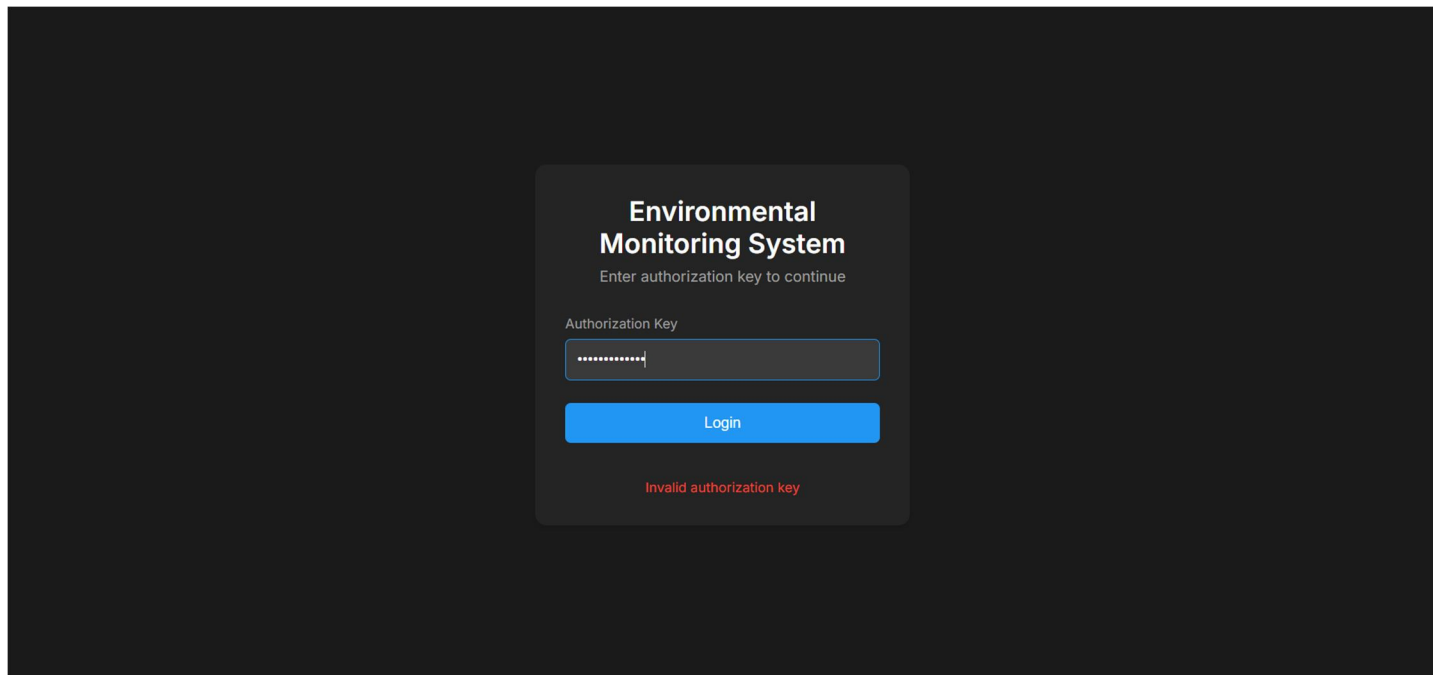 Environmental
Monitoring System
Enter authorization key to continue
Authorization Key
•••••••••••••
Login
Invalid authorization key